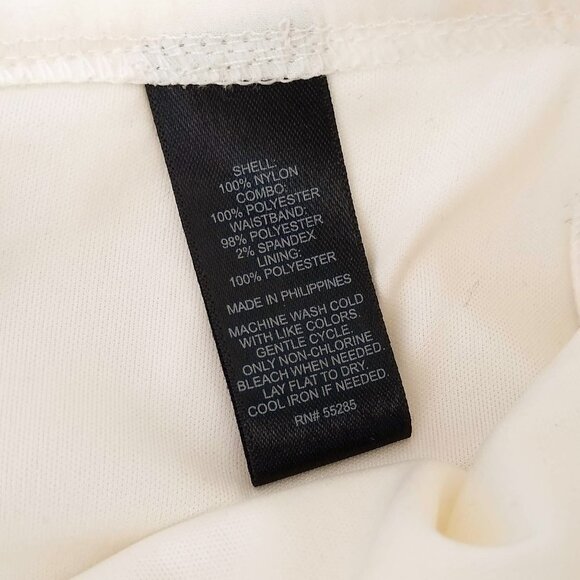 SHELL:
100% NYLON
COMBO:
100% POLYESTER
WAISTBAND:
98% POLYESTER
2% SPANDEX
LINING:
100% POLYESTER
MADE IN PHILIPPINES
MACHINE WASH COLD
WITH LIKE COLORS.
GENTLE CYCLE.
ONLY NON-CHLORINE
BLEACH WHEN NEEDED.
LAY FLAT TO DRY.
COOL IRON IF NEEDED.
RN# 55285